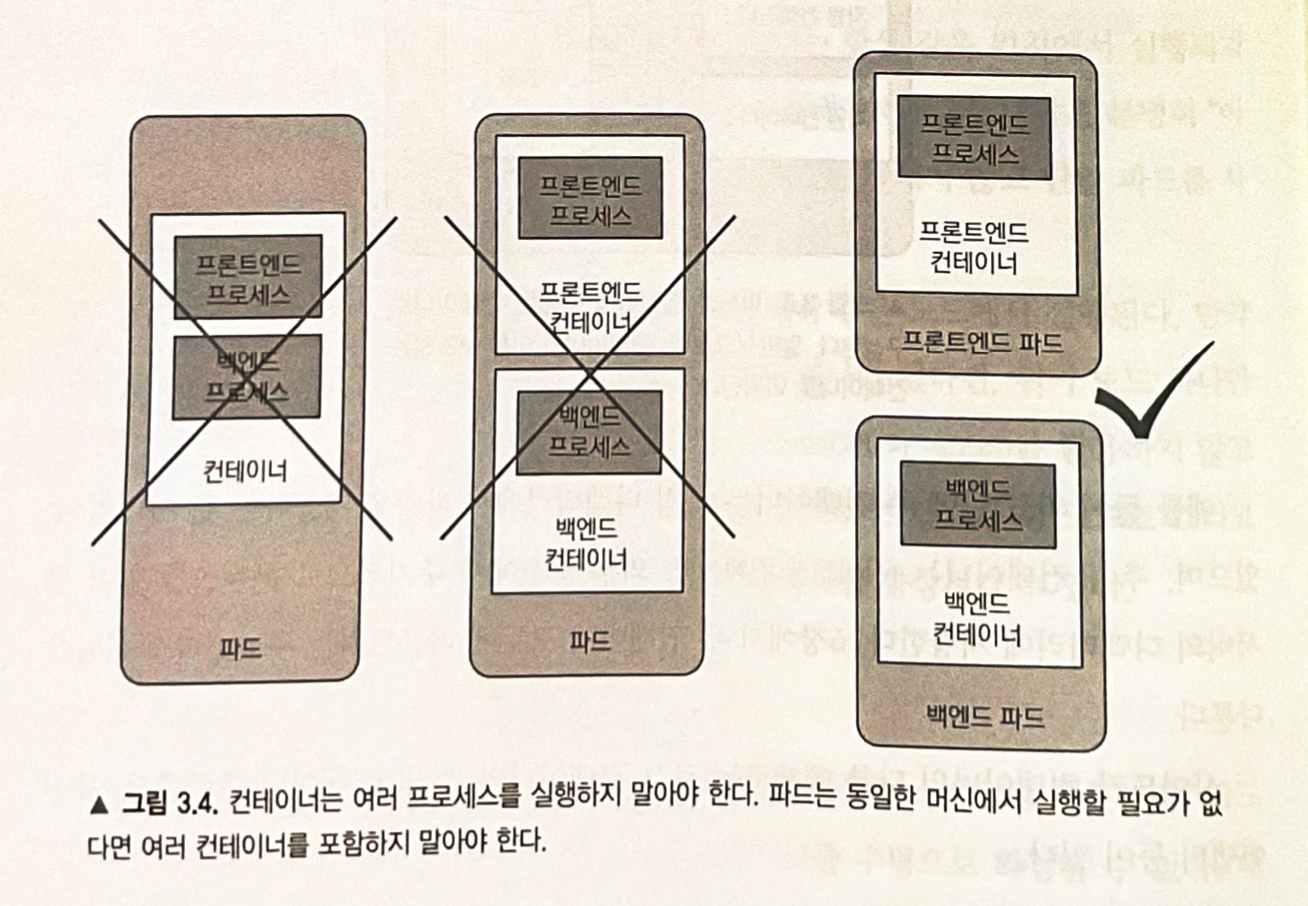 프론트엔드
프로세스
백엔드
프로세스
컨테이너
파드
프론트엔드
프로세스
프론트엔드
컨테이너
백엔드
프로세스
백엔드
컨테이너
파드
프론트엔드
프로세스
프론트엔드
컨테이너
프론트엔드 파드
백엔드
프로세스
백엔드
컨테이너
백엔드 파드
▲ 그림 3.4. 컨테이너는 여러 프로세스를 실행하지 말아야 한다. 파드는 동일한 머신에서 실행할 필요가 없
다면 여러 컨테이너를 포함하지 말아야 한다.